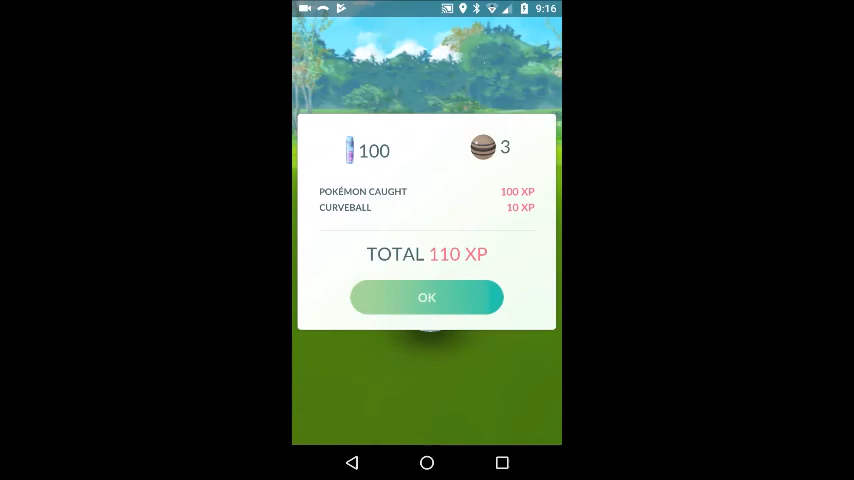 9:16
100 3
POKÉMON CAUGHT 100 XP
CURVEBALL 10 XP
TOTAL 110 XP
OK